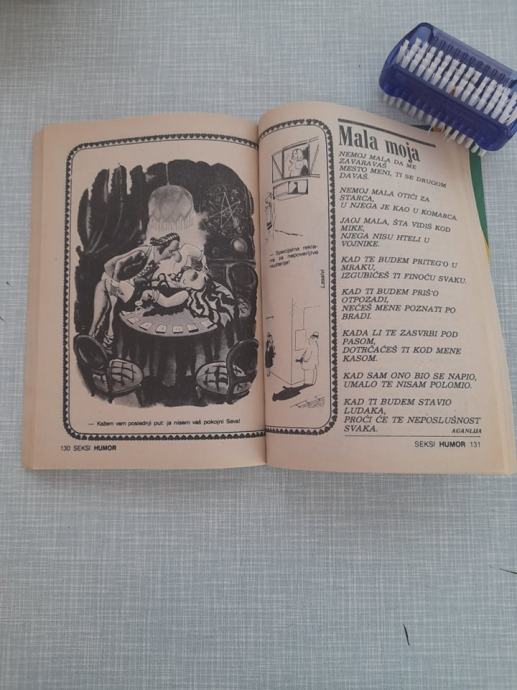 — Kažem vam poslednji put: ja nisam vaš pokojni Sava!
130 SEKSI HUMOR
— Specijalna rekla-
za nepoverljive
Mala moja
NEMOJ MALA DA ME
ZAVARAVAŠ
MESTO MENI, TI SE DRUGOM
DAVAŠ.
NEMOJ MALA OTIĆI ZA
STARCA,
U NJEGA JE KAO U KOMARCA.
JAOJ MALA, ŠTA VIDIŠ KOD
MIKE,
NJEGA NISU HTELI U
VOJNIKE.
KAD TE BUDEM PRITEG'O U
MRAKU,
IZGUBIĆEŠ TI FINOĆU SVAKU.
KAD TI BUDEM PRIŠ'O
OTPOZADI,
NEĆEŠ MENE POZNATI PO
BRADI.
KADA LI TE ZASVRBI POD
PASOM,
DOTRČAĆEŠ TI KOD MENE
KASOM.
KAD SAM ONO BIO SE NAPIO,
UMALO TE NISAM POLOMIO.
KAD TI BUDEM STAVIO
LUDAKA,
PROĆI ĆE TE NEPOSLUŠNOST
SVAKA.
AGANLIJA
SEKSI HUMOR 131